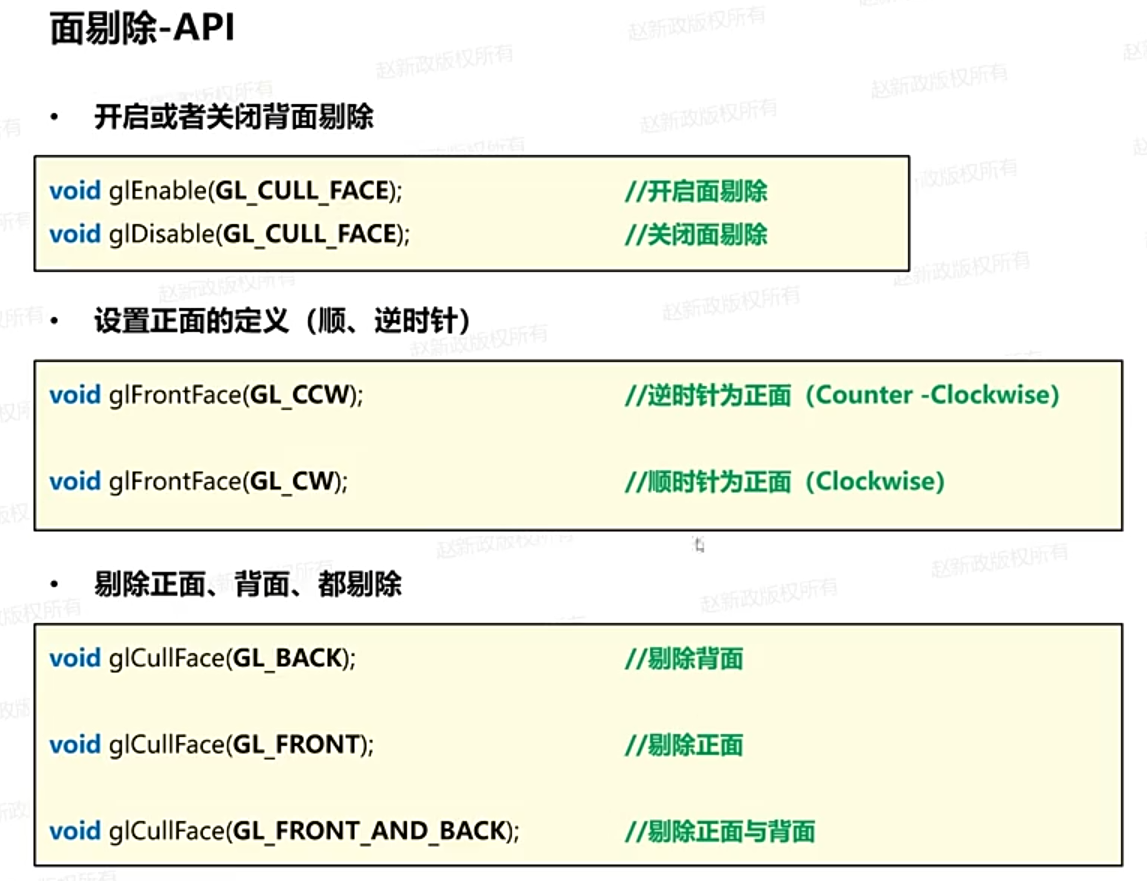 面剔除-API
• 开启或者关闭背面剔除
void glEnable(GL_CULL_FACE); //开启面剔除
void glDisable(GL_CULL_FACE); //关闭面剔除
• 设置正面的定义（顺、逆时针）
void glFrontFace(GL_CCW); //逆时针为正面（Counter -Clockwise）
void glFrontFace(GL_CW); //顺时针为正面（Clockwise）
• 剔除正面、背面、都剔除
void glCullFace(GL_BACK); //剔除背面
void glCullFace(GL_FRONT); //剔除正面
void glCullFace(GL_FRONT_AND_BACK); //剔除正面与背面
赵新政版权所有